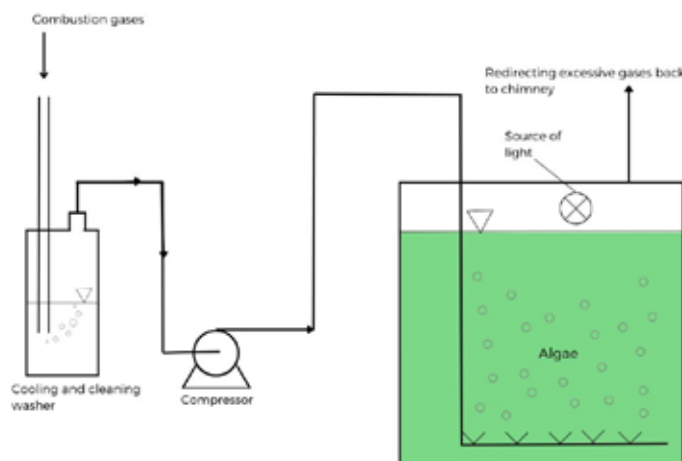 Combustion gases
Redirecting excessive gases back
to chimney
Source of
light
Algae
Cooling and cleaning
washer
Compressor